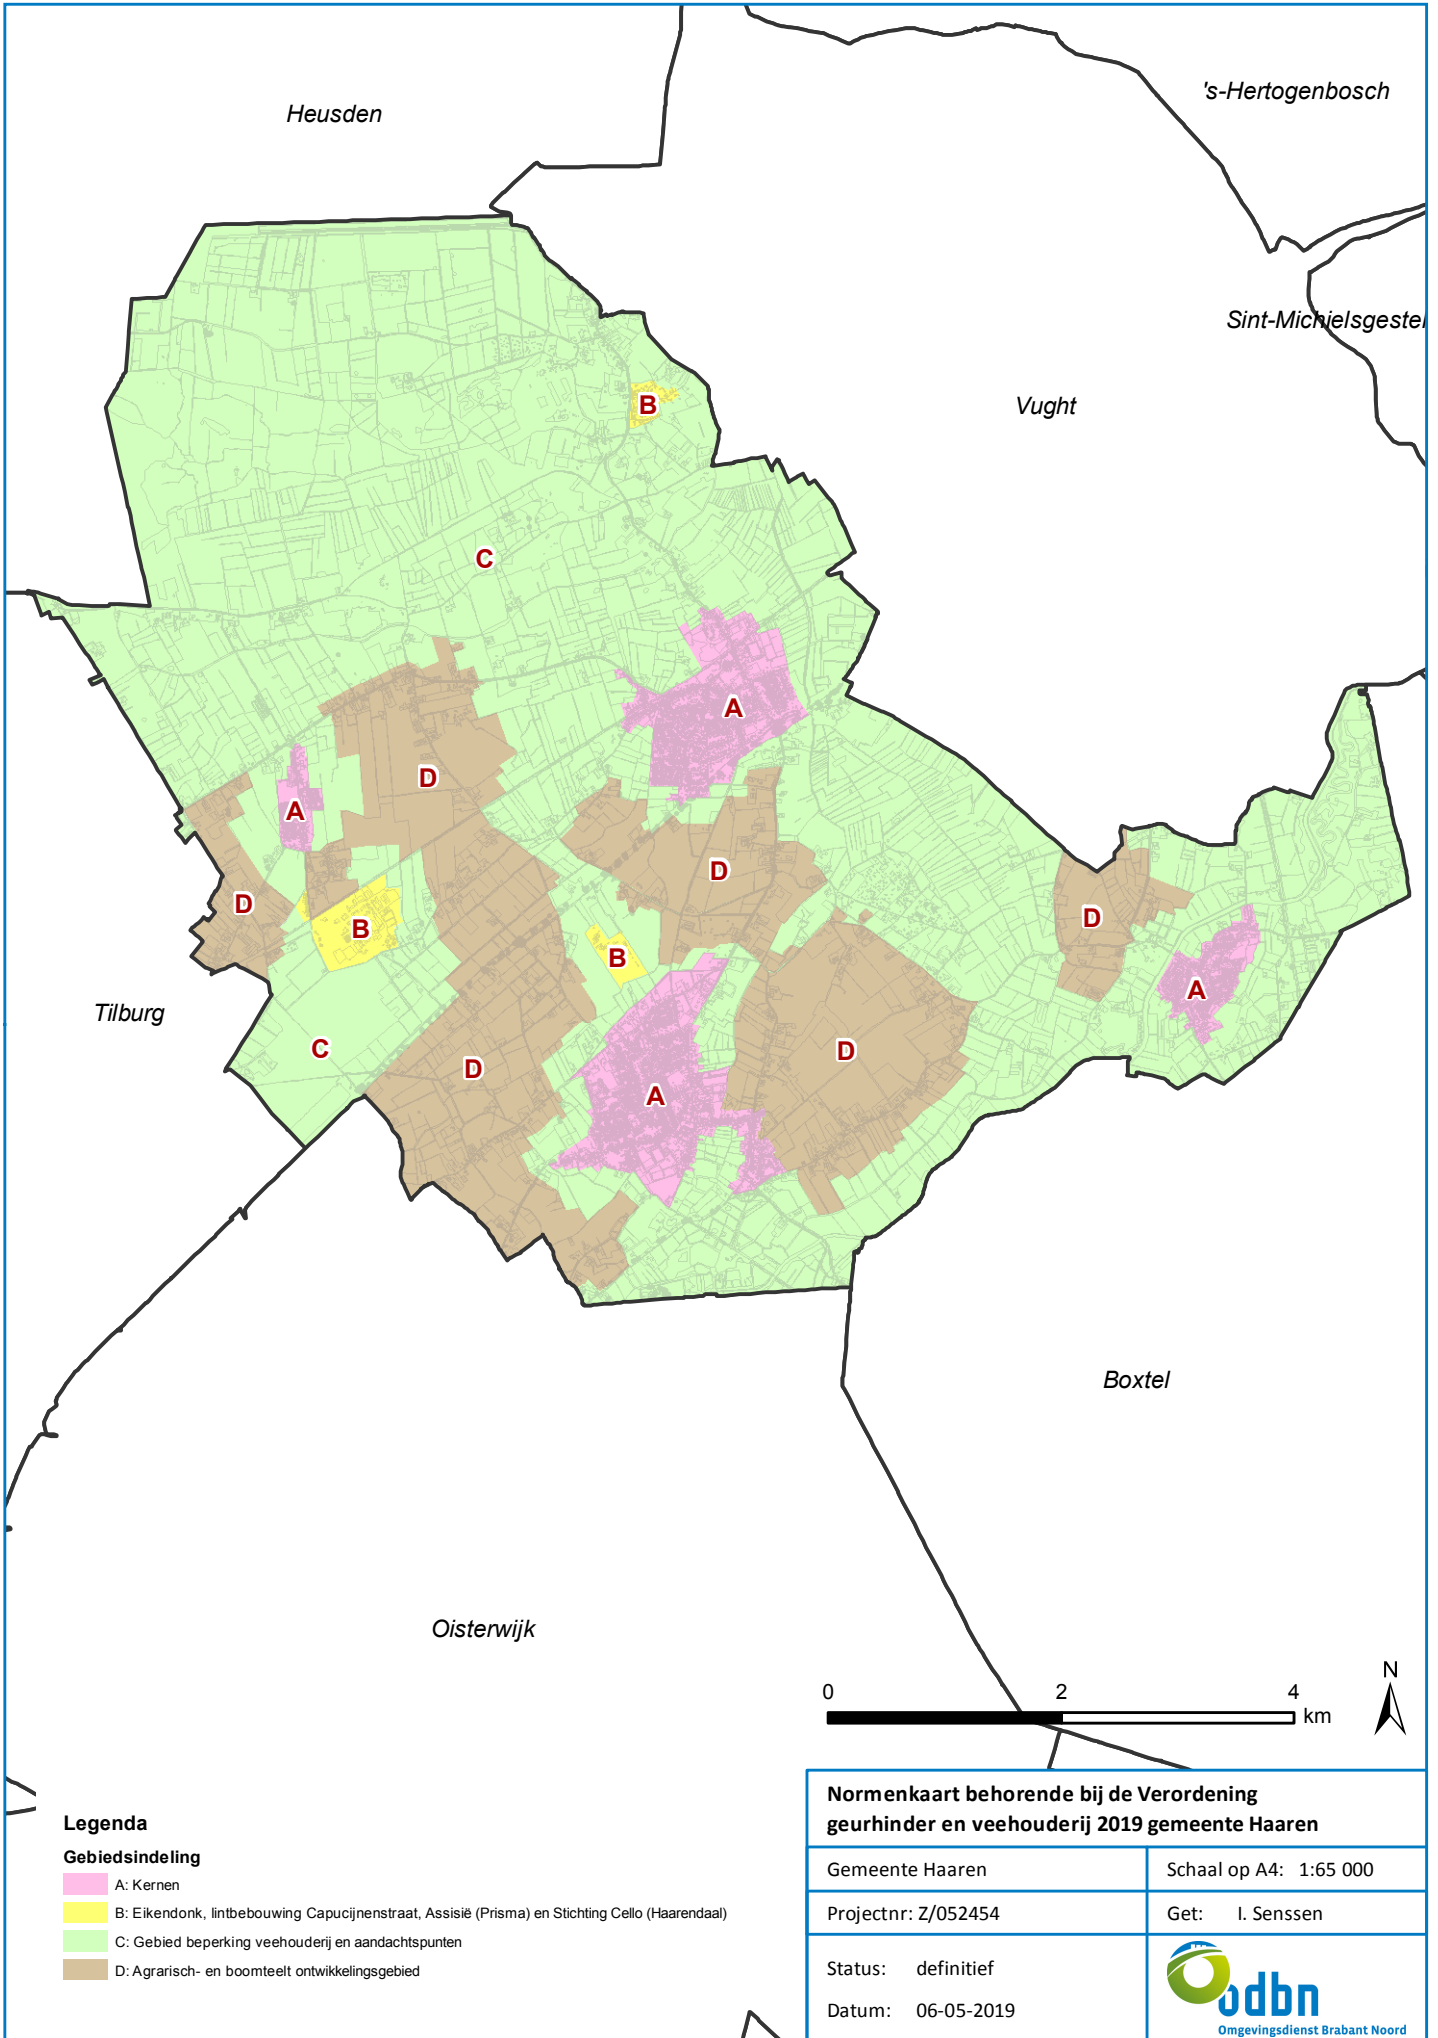 Heusden
's-Hertogenbosch
Sint-Michielsgestel
Vught
B
C
A
D
A
D
D
D
B
B
A
Tilburg
C
D
D
A
Boxtel
Oisterwijk
N
0 2 4
km
Legenda
Gebiedsindeling
A: Kernen
B: Eikendonk, lintbebouwing Capucijnenstraat, Assisië (Prisma) en Stichting Cello (Haarendaal)
C: Gebied beperking veehouderij en aandachtspunten
D: Agrarisch- en boomteelt ontwikkelingsgebied
Normenkaart behorende bij de Verordening
geurhinder en veehouderij 2019 gemeente Haaren
Gemeente Haaren
Schaal op A4: 1:65 000
Projectnr: Z/052454
Get: I. Senssen
Status: definitief
Datum: 06-05-2019
odbn
Omgevingsdienst Brabant Noord